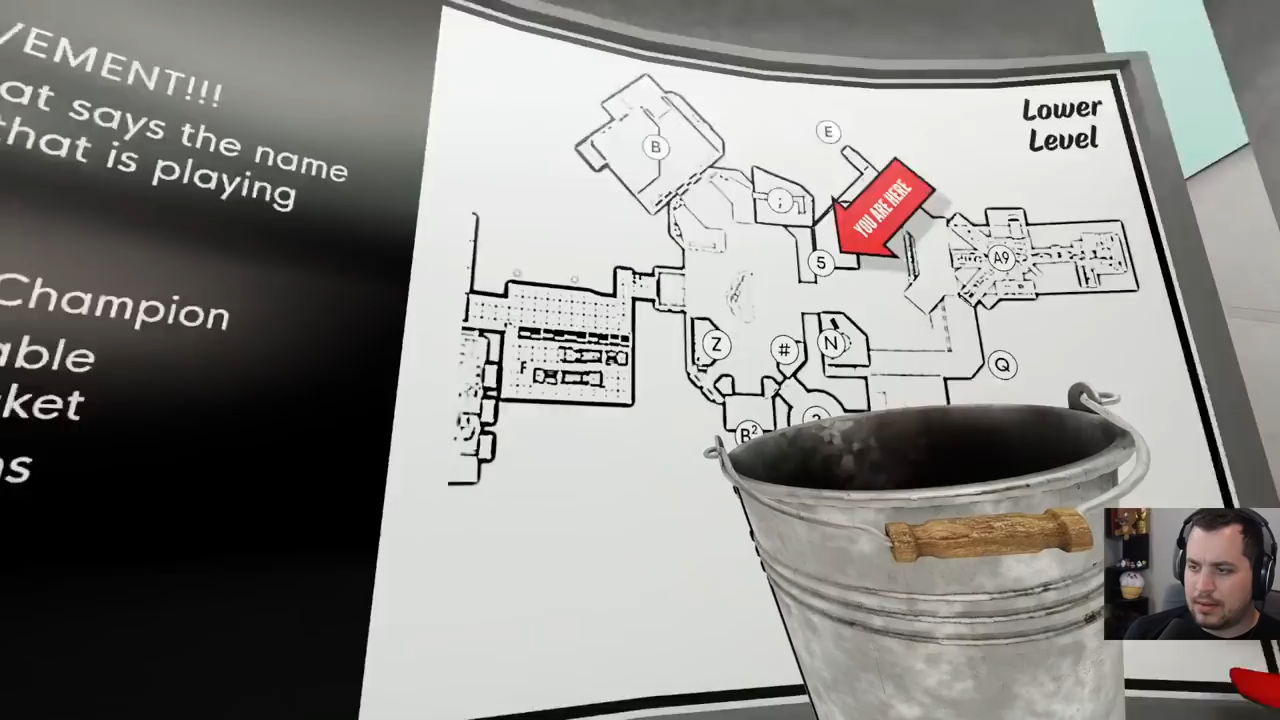 VEMENT!!!
at says the name
that is playing
Champion
able
ket
s
Lower
Level
B
E
;
YOU ARE HERE
5
A9
Z
#
N
Q
F
B²